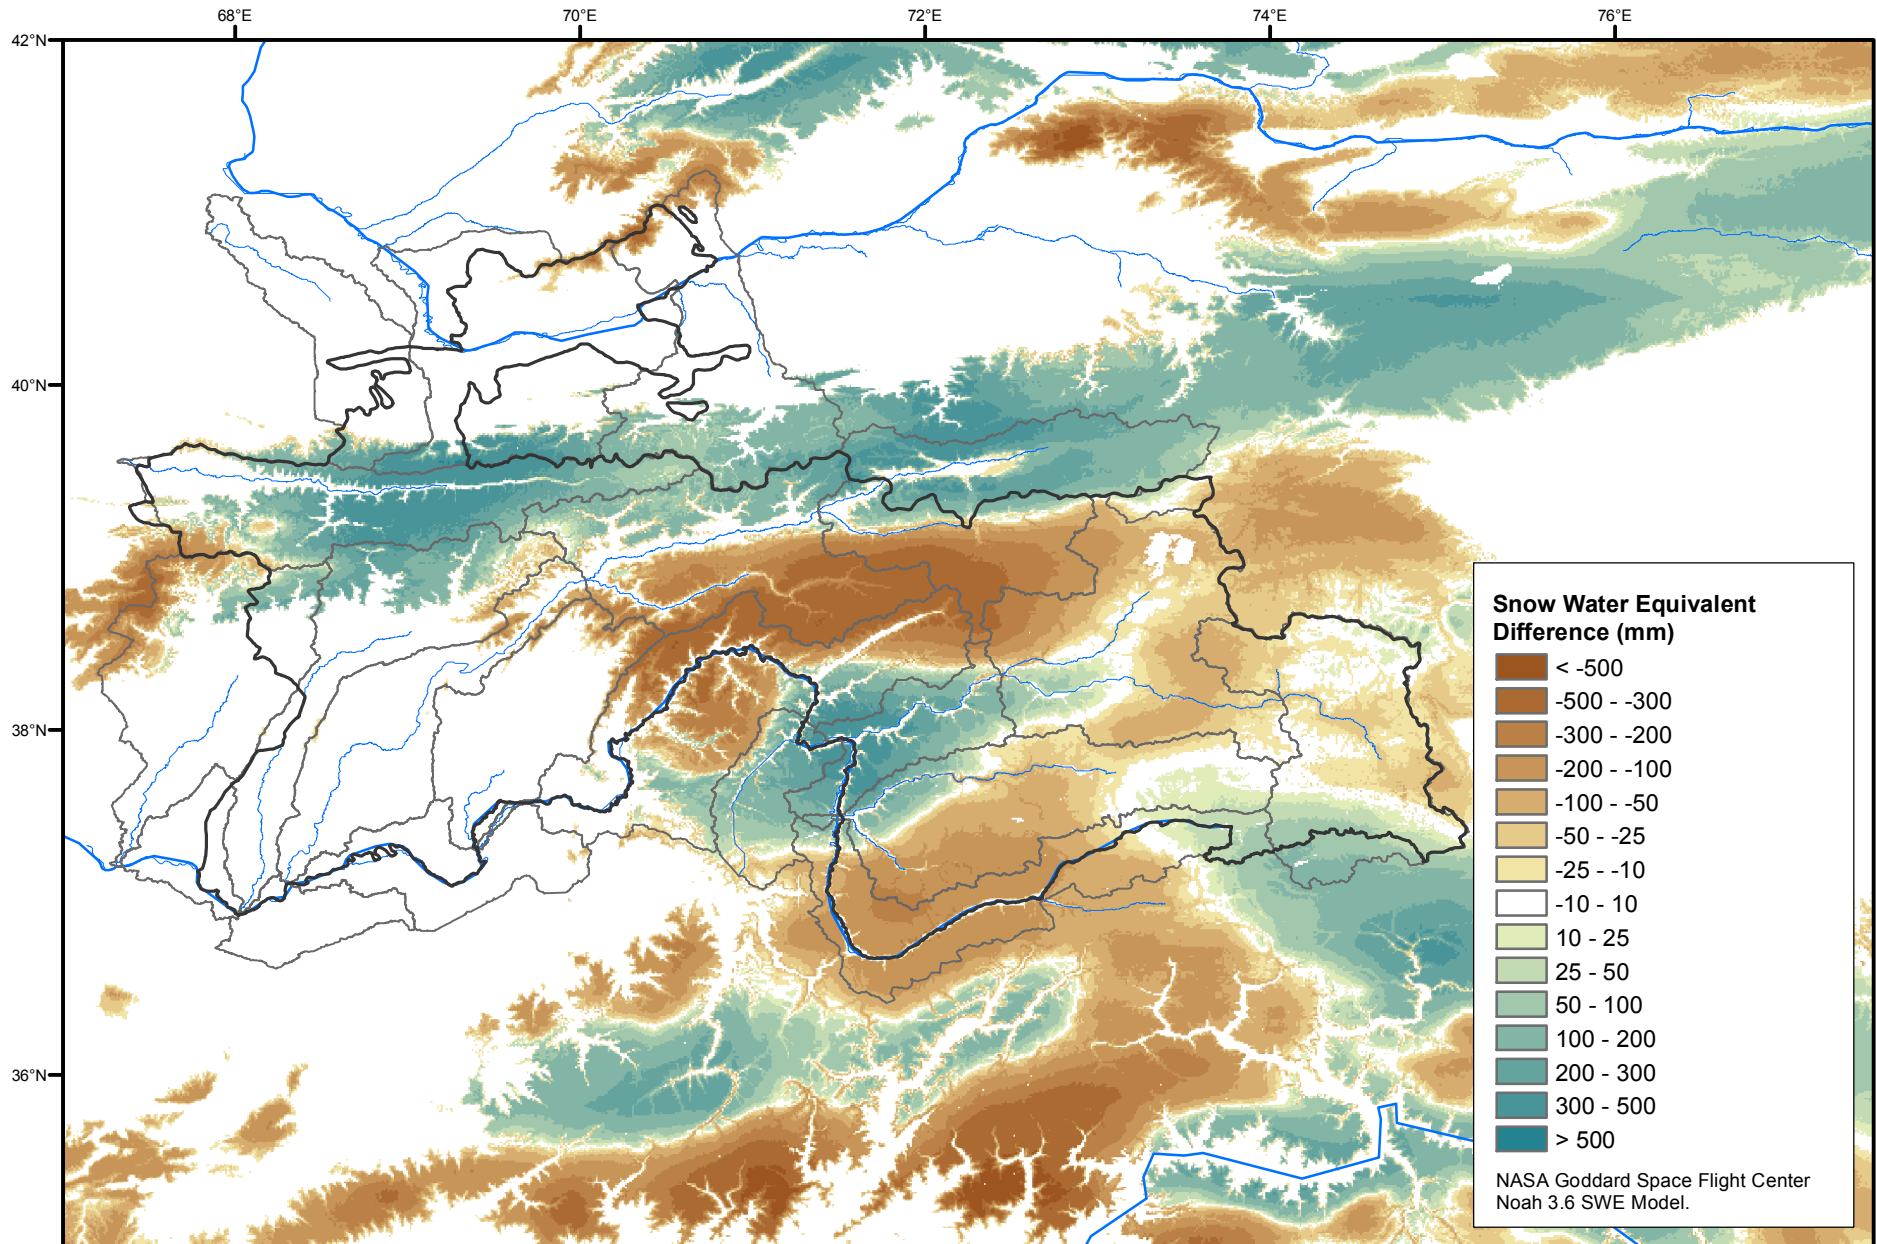 68°E
70°E
72°E
74°E
76°E
42°N
40°N
38°N
36°N
Snow Water Equivalent
Difference (mm)
< -500
-500 - -300
-300 - -200
-200 - -100
-100 - -50
-50 - -25
-25 - -10
-10 - 10
10 - 25
25 - 50
50 - 100
100 - 200
200 - 300
300 - 500
> 500
NASA Goddard Space Flight Center
Noah 3.6 SWE Model.